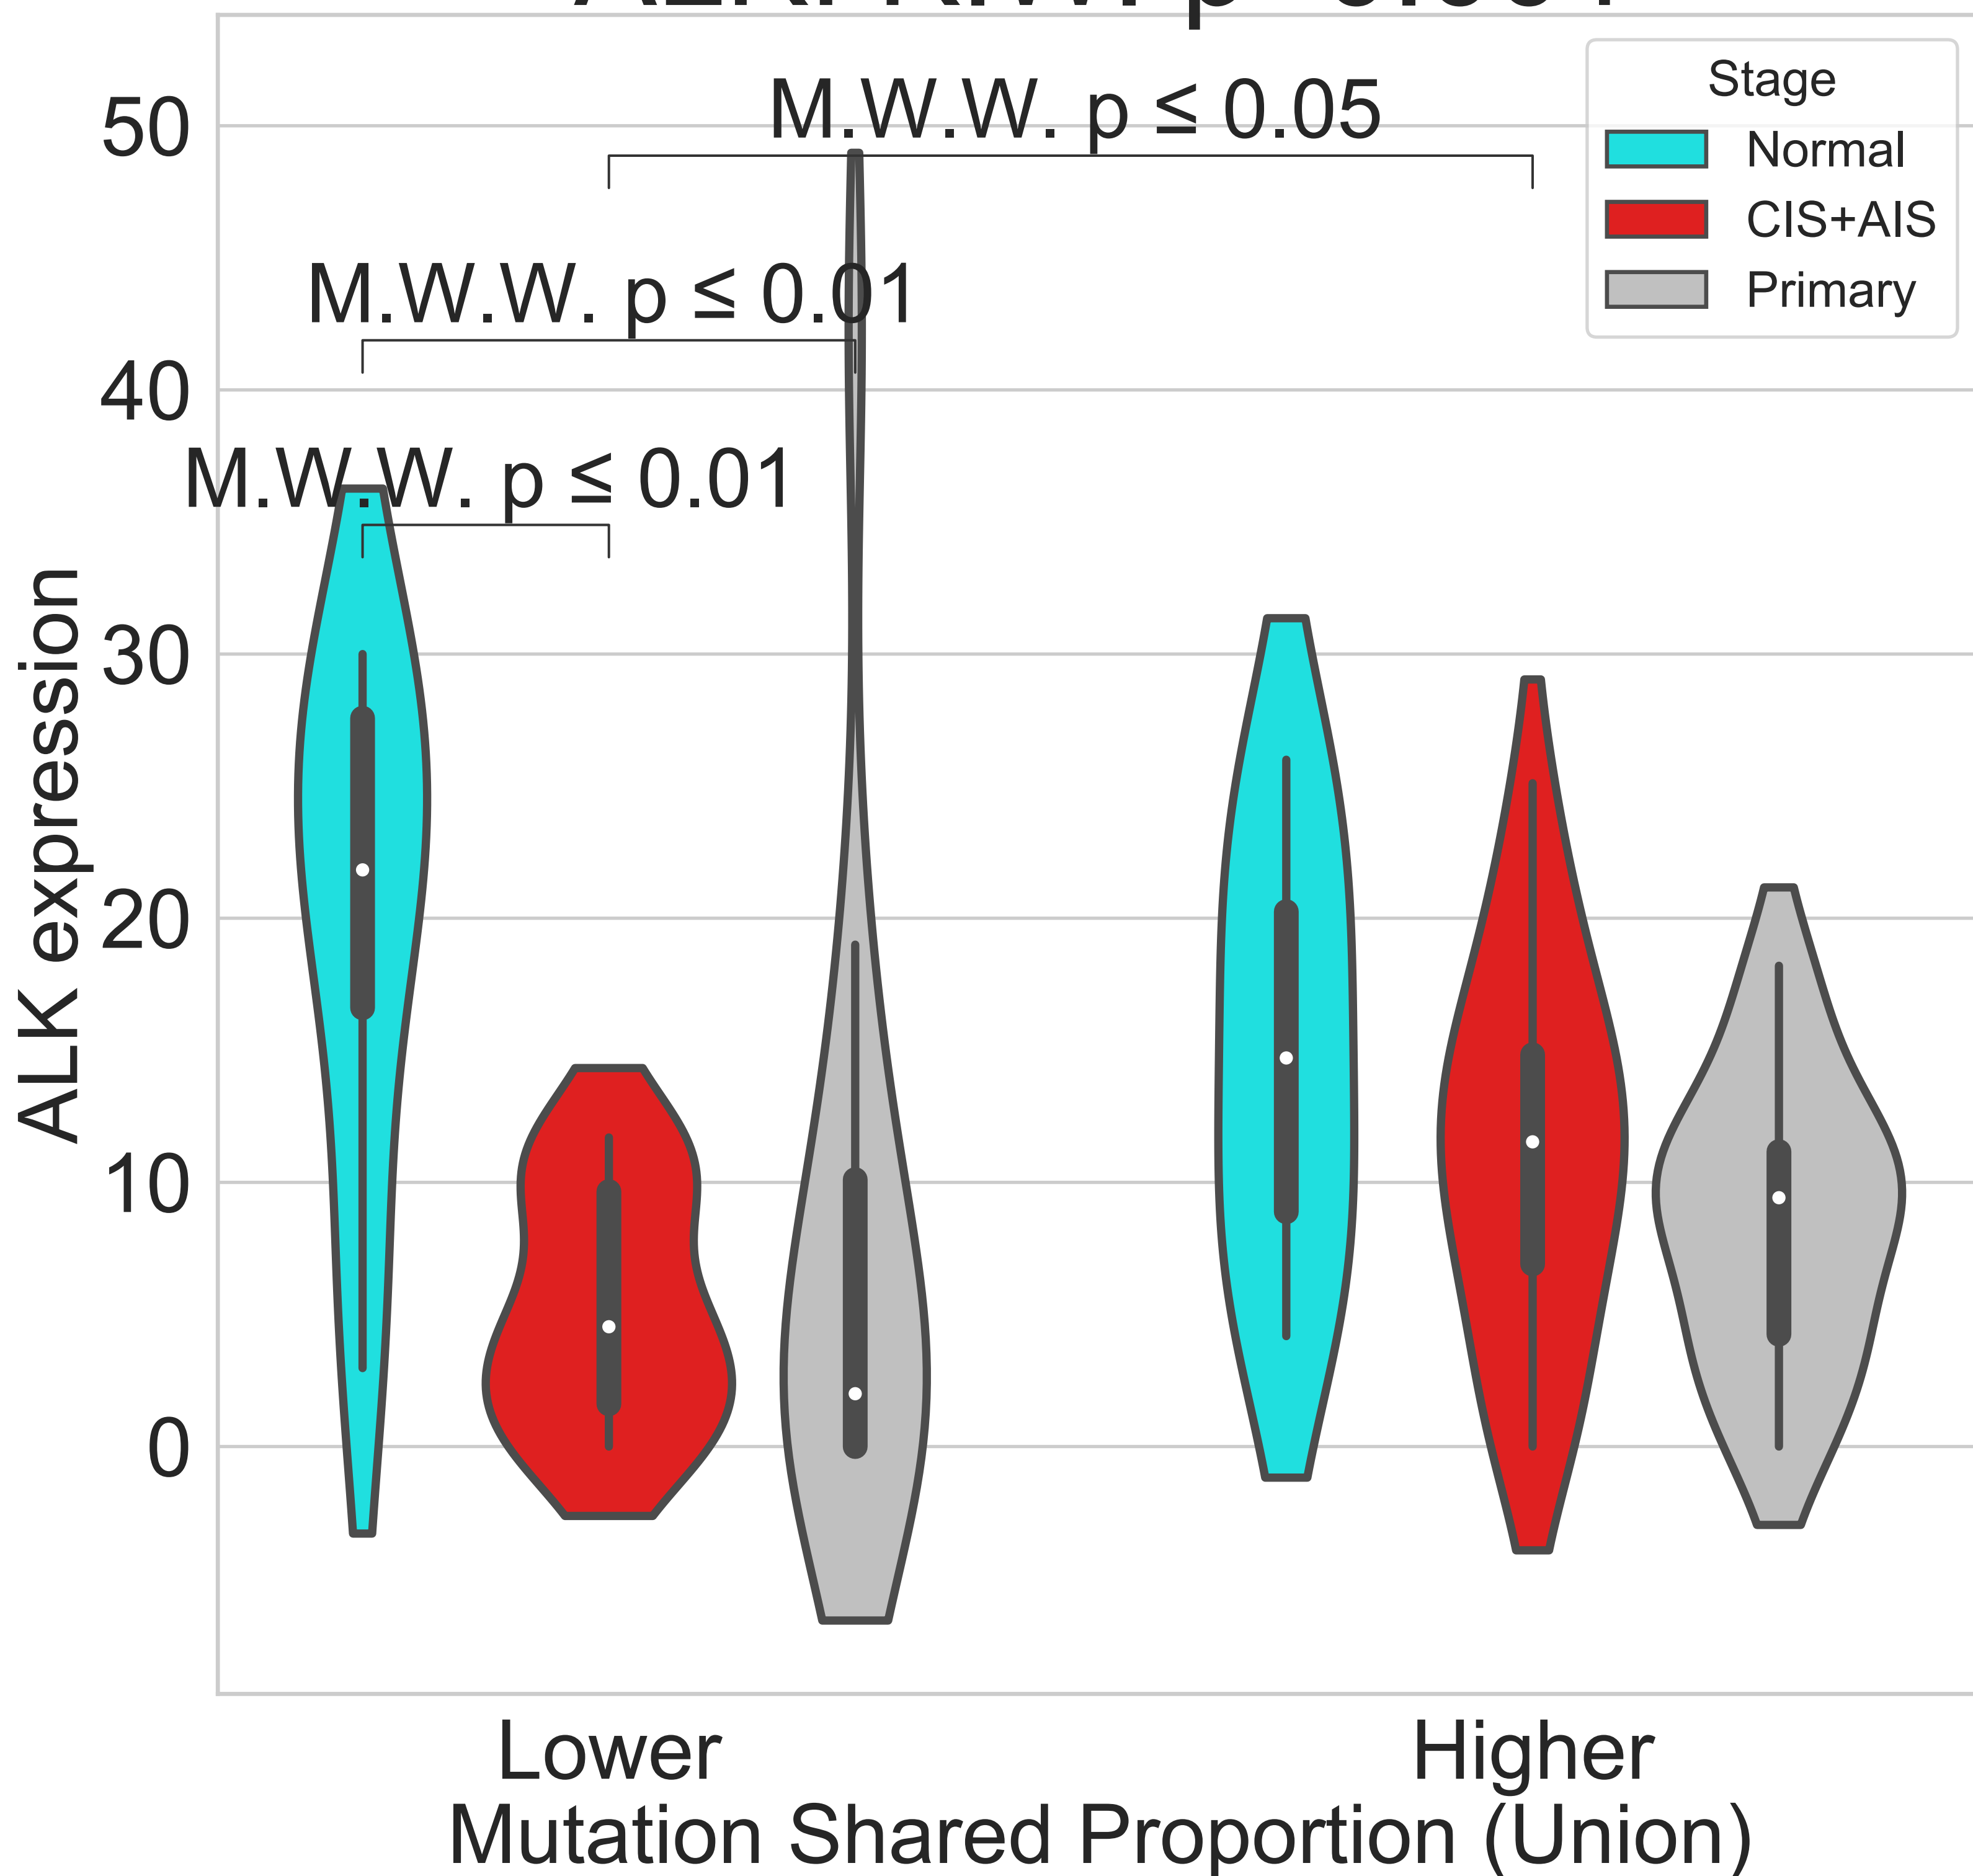 M.W.W. p ≤ 0.05
M.W.W. p ≤ 0.01
M.W.W. p ≤ 0.01
Stage
Normal
CIS+AIS
Primary
50
40
30
20
10
0
ALK expression
Lower
Higher
Mutation Shared Proportion (Union)